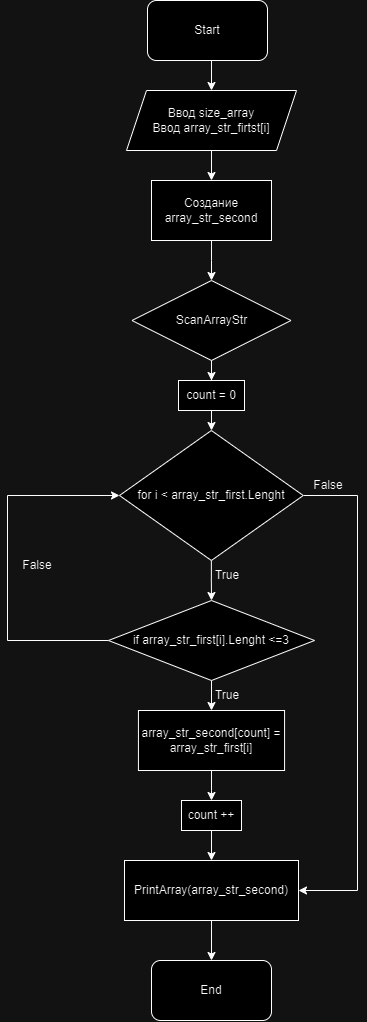 Start
Ввод size_array
Ввод array_str_firtst[i]
Создание
array_str_second
ScanArrayStr
count = 0
for i < array_str_first.Lenght
False
False
True
if array_str_first[i].Lenght <=3
True
array_str_second[count] =
array_str_first[i]
count ++
PrintArray(array_str_second)
End